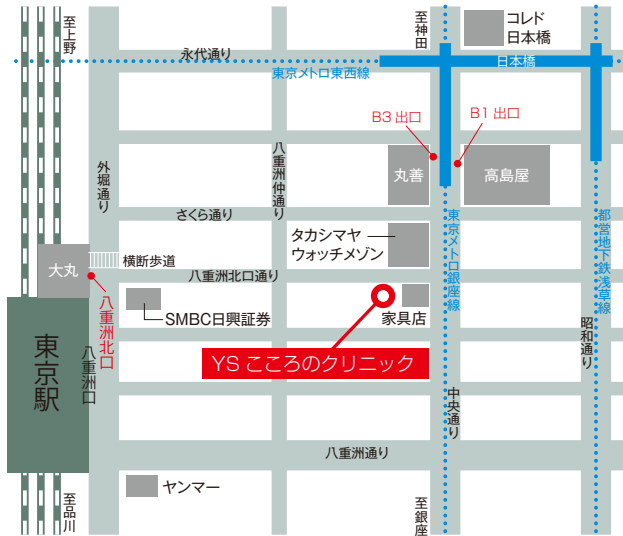 至上野
至神田
コレド
日本橋
永代通り
日本橋
東京メトロ東西線
B3 出口
B1 出口
外堀通り
八重洲仲通り
丸善
高島屋
さくら通り
東京メトロ銀座線
都営地下鉄浅草線
タカシマヤ
ウォッチメゾン
大丸
横断歩道
八重洲北口通り
八重洲北口
SMBC日興証券
家具店
昭和通り
東京駅
八重洲口
YS こころのクリニック
中央通り
八重洲通り
ヤンマー
至品川
至銀座